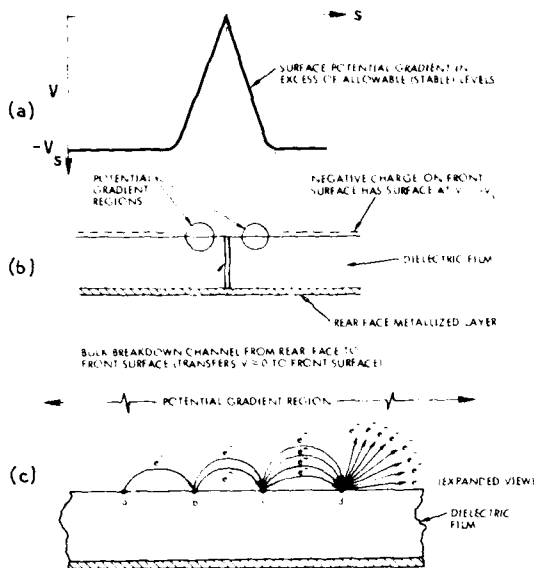 S
SURFACE POTENTIAL GRADIENT IN
EXCESS OF ALLOWABLE (STABLE) LEVELS
(a)
V
-Vs
POTENTIAL
GRADIENT
REGIONS
NEGATIVE CHARGE ON FRONT
SURFACE HAS SURFACE AT V
(b)
DIELECTRIC FILM
REAR FACE METALLIZED LAYER
BULK BREAKDOWN CHANNEL FROM REAR FACE TO
FRONT SURFACE (TRANSFERS V ≅ 0 TO FRONT SURFACE)
POTENTIAL GRADIENT REGION
(c)
e- e- e- e- e- e-
(EXPANDED VIEW)
DIELECTRIC
FILM